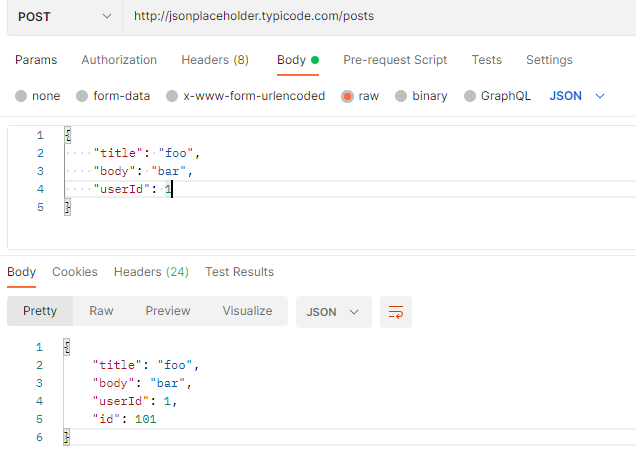 POST http://jsonplaceholder.typicode.com/posts
Params Authorization Headers (8) Body Pre-request Script Tests Settings
none form-data x-www-form-urlencoded raw binary GraphQL JSON
1 {
2 "title": "foo",
3 "body": "bar",
4 "userId": 1
5 }
Body Cookies Headers (24) Test Results
Pretty Raw Preview Visualize JSON
1 {
2 "title": "foo",
3 "body": "bar",
4 "userId": 1,
5 "id": 101
6 }